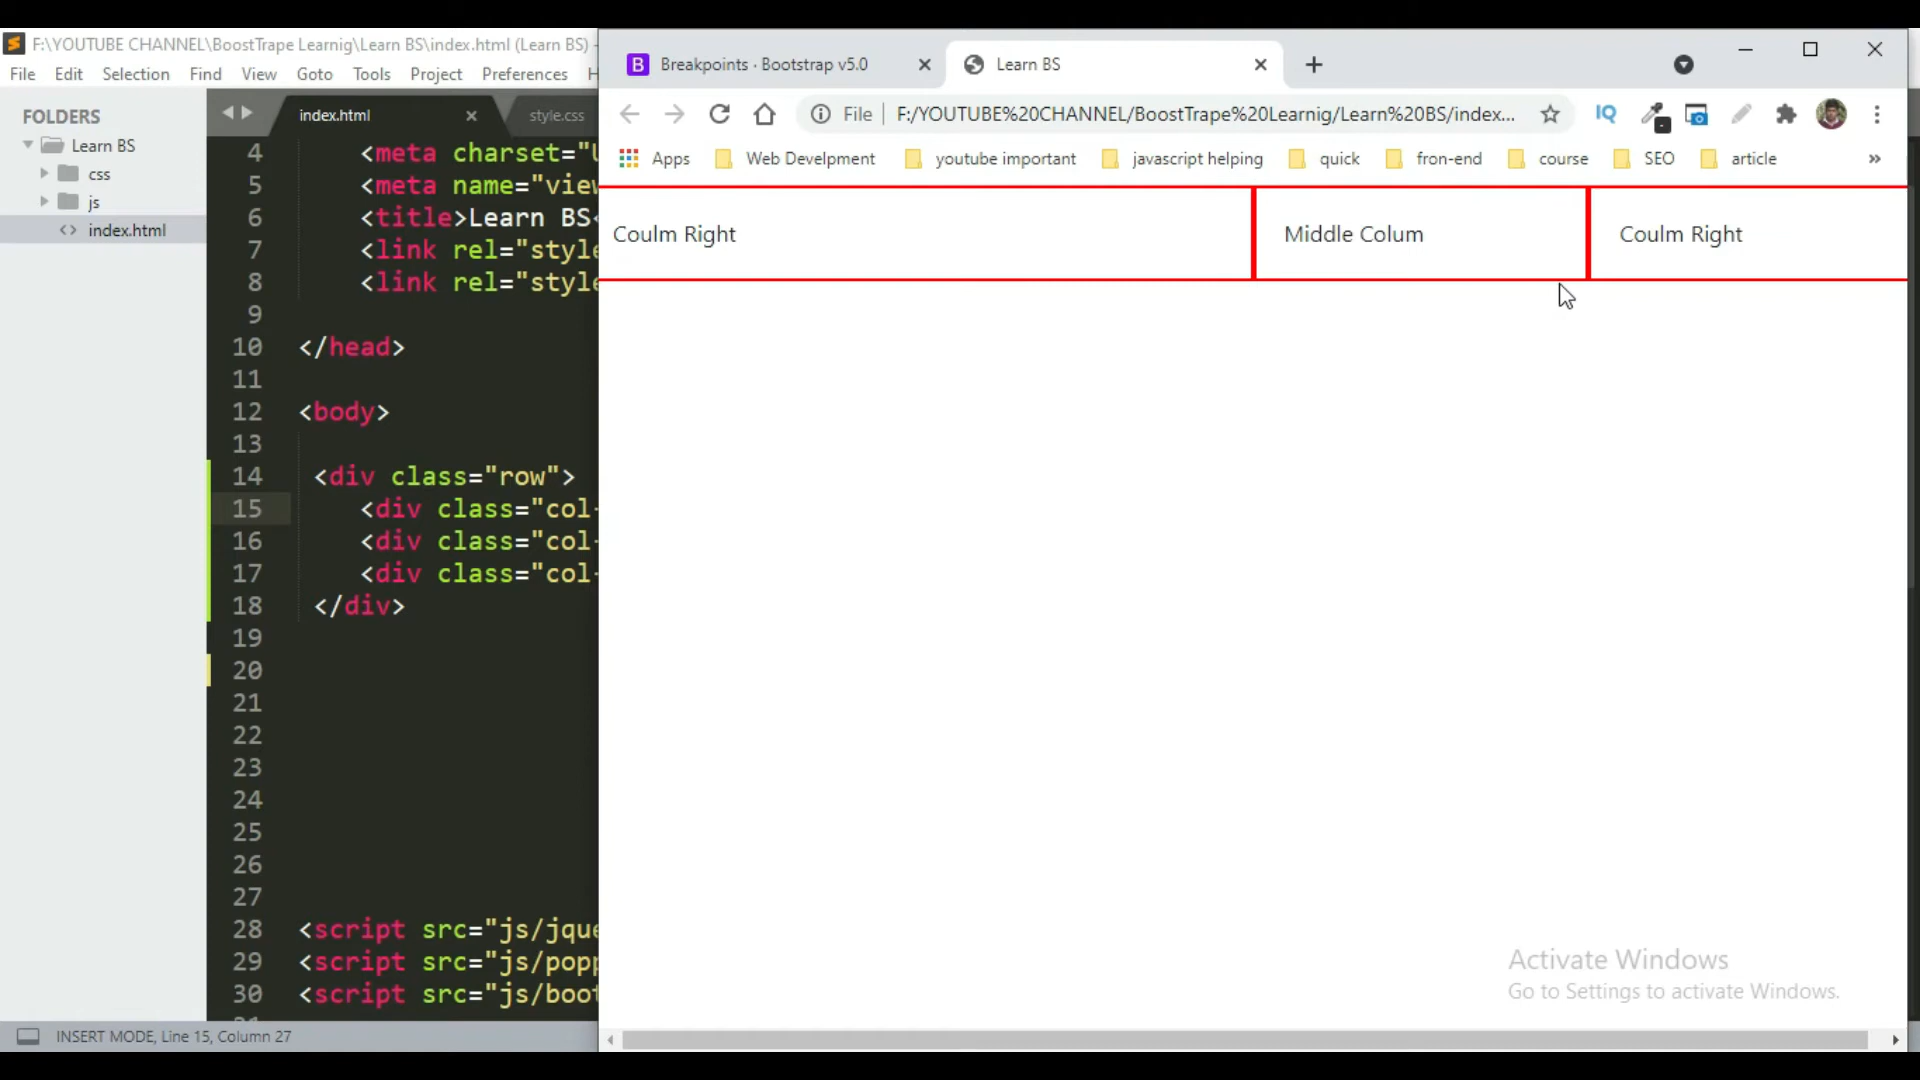 F:\YOUTUBE CHANNEL\BoostTrape Learnig\Learn BS\index.html (Learn BS) -
File Edit Selection Find View Goto Tools Project Preferences H
FOLDERS
Learn BS
css
js
index.html
index.html
style.css
4 <meta charset="U
5 <meta name="view
6 <title>Learn BS<
7 <link rel="style
8 <link rel="style
9
10 </head>
11
12 <body>
13
14 <div class="row">
15 <div class="col-
16 <div class="col-
17 <div class="col-
18 </div>
19
20
21
22
23
24
25
26
27
28 <script src="js/jque
29 <script src="js/popp
30 <script src="js/boot
INSERT MODE, Line 15, Column 27
B Breakpoints · Bootstrap v5.0
Learn BS
File F:/YOUTUBE%20CHANNEL/BoostTrape%20Learnig/Learn%20BS/index...
IQ
Apps Web Develpment youtube important javascript helping quick fron-end course SEO article »
Coulm Right Middle Colum Coulm Right
Activate Windows
Go to Settings to activate Windows.